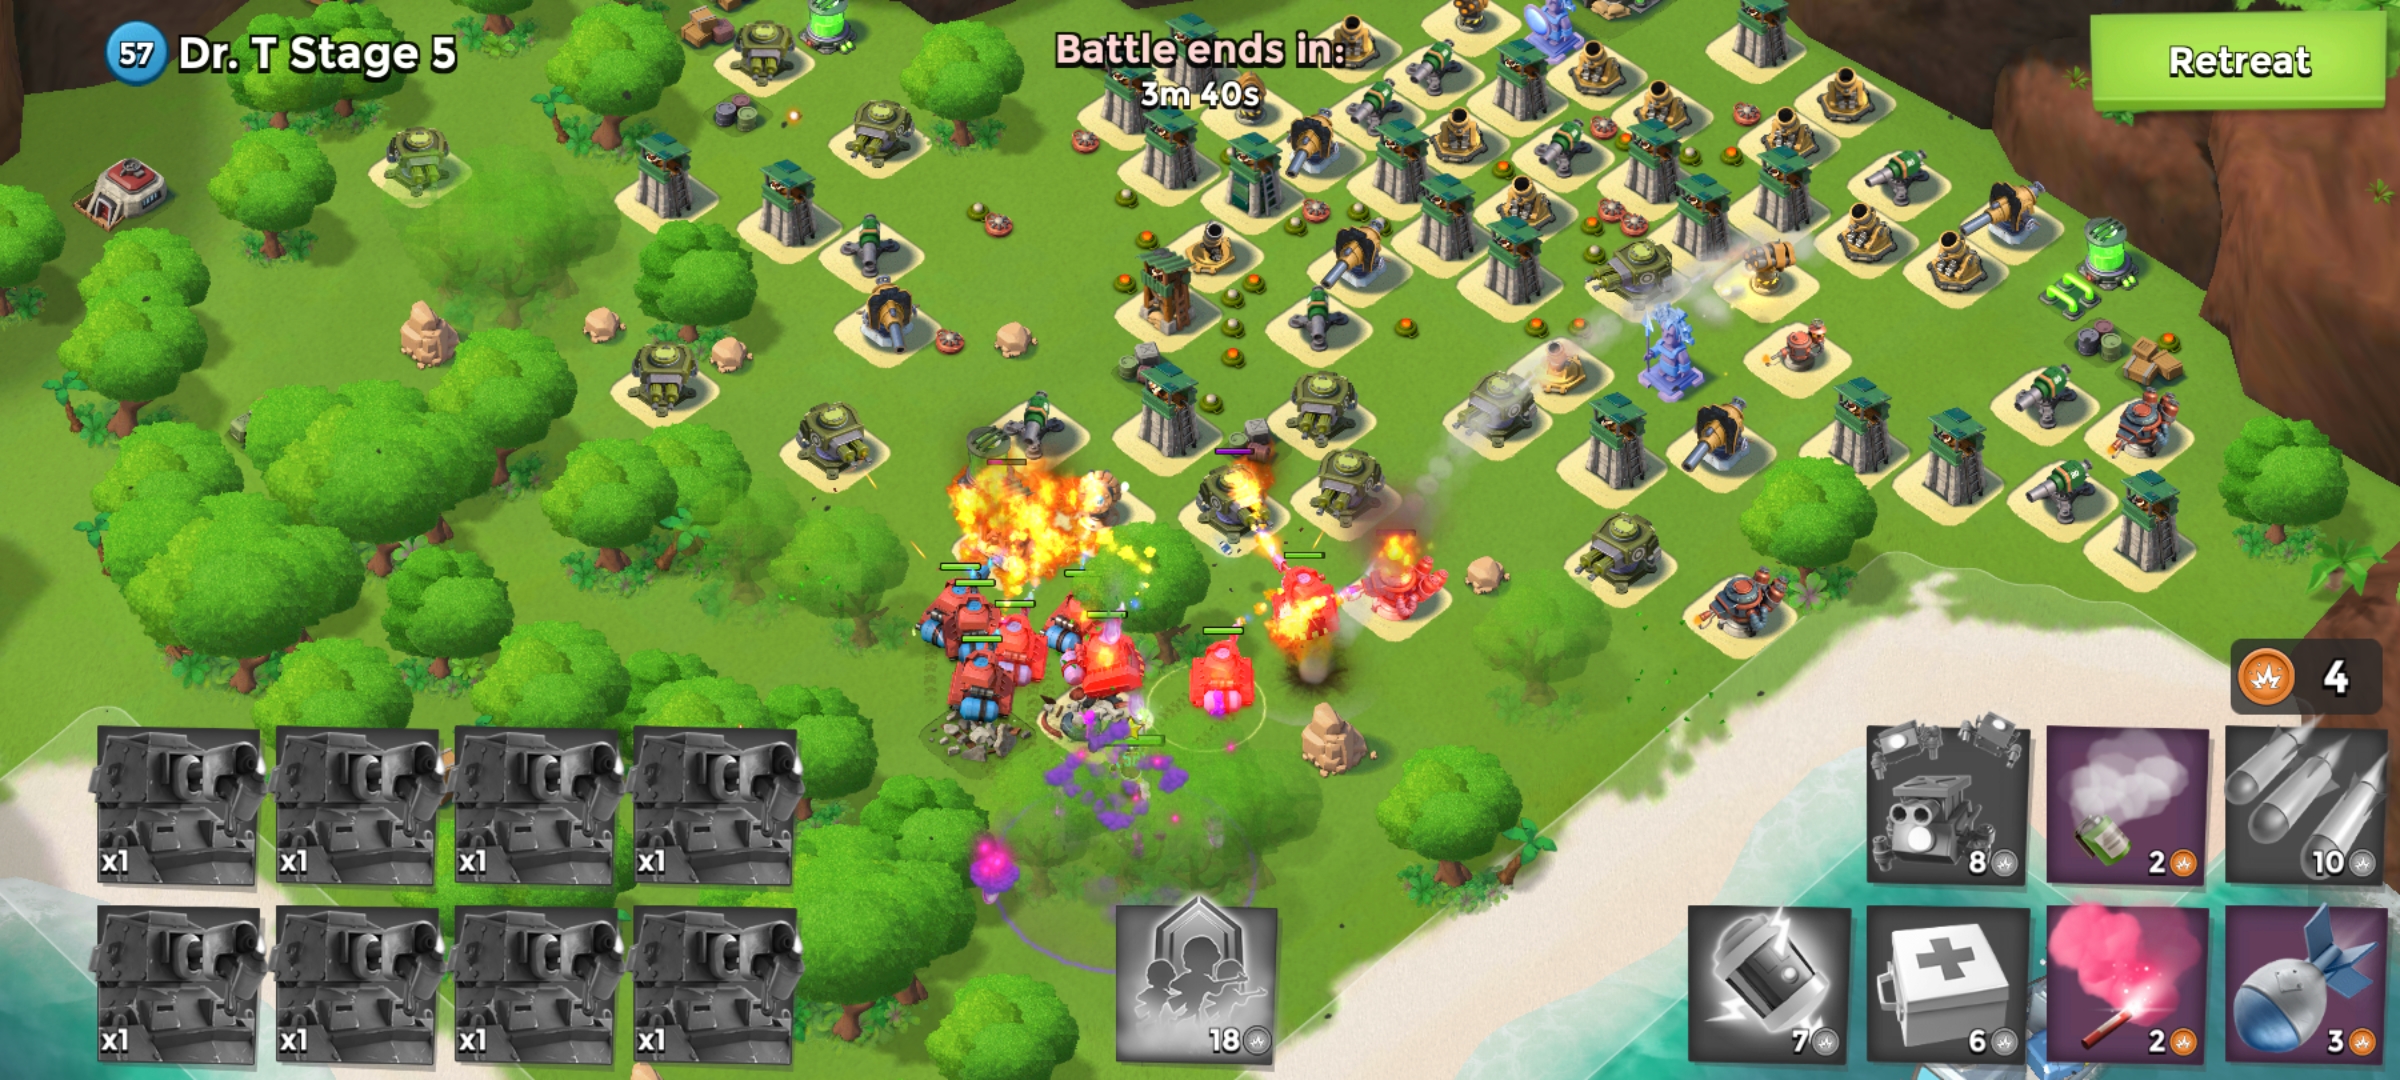 57 Dr. T Stage 5
Battle ends in:
3m 40s
Retreat
4
x1 x1 x1 x1
8 2 10
x1 x1 x1 x1
18
7 6 2 3